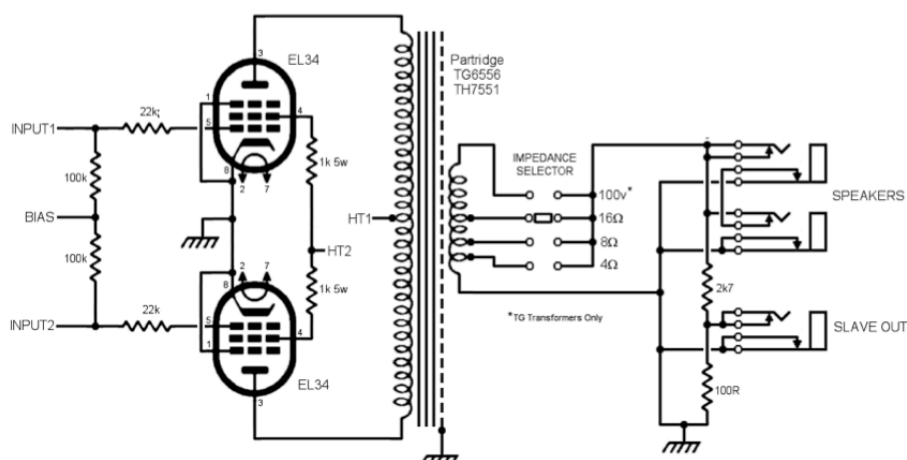 3
EL34
Partridge
TG6556
TH7551
1
22k
4
INPUT1
5
IMPEDANCE
SELECTOR
1k 5w
8
2
7
100k
100v*
SPEAKERS
BIAS
HT1
16Ω
HT2
8Ω
100k
2
7
4Ω
1k 5w
2k7
8
*TG Transformers Only
22k
INPUT2
5
4
SLAVE OUT
1
EL34
100R
3